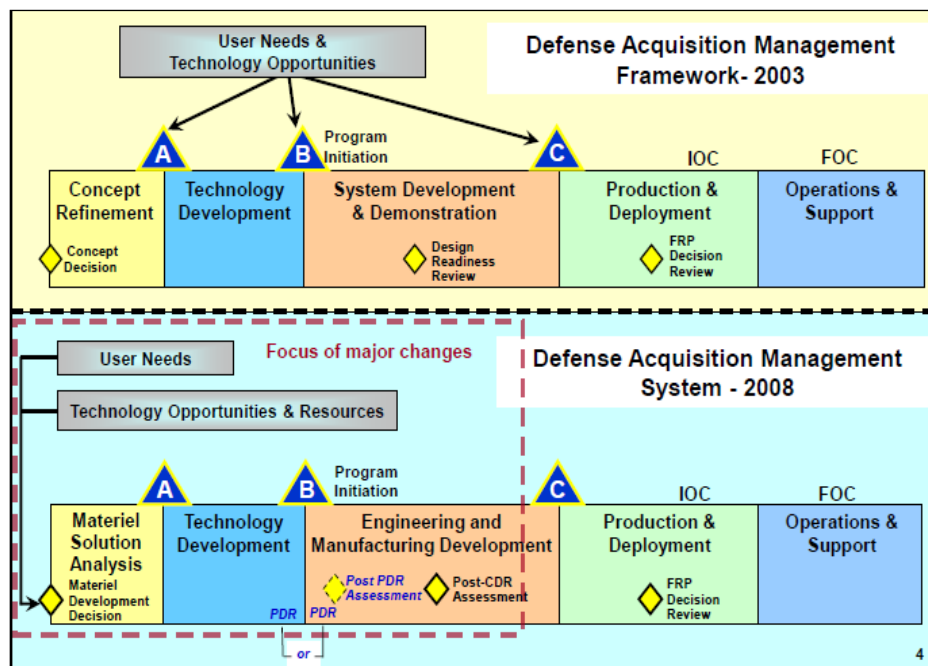 User Needs &
Technology Opportunities
Defense Acquisition Management
Framework- 2003
A
B
Program
Initiation
C
IOC
FOC
Concept
Refinement
Technology
Development
System Development
& Demonstration
Production &
Deployment
Operations &
Support
Concept
Decision
Design
Readiness
Review
FRP
Decision
Review
User Needs
Focus of major changes
Technology Opportunities & Resources
Defense Acquisition Management
System - 2008
A
B
Program
Initiation
C
IOC
FOC
Materiel
Solution
Analysis
Technology
Development
Engineering and
Manufacturing Development
Production &
Deployment
Operations &
Support
Materiel
Development
Decision
Post PDR
Assessment
Post-CDR
Assessment
FRP
Decision
Review
PDR
PDR
or
4